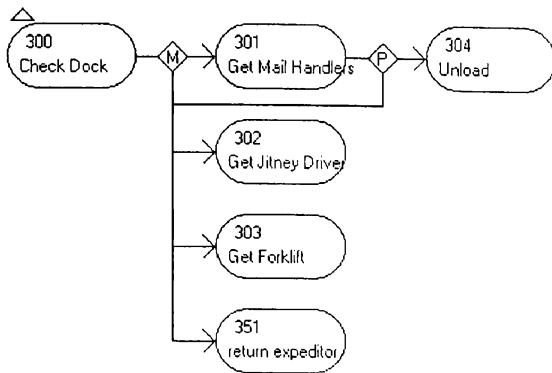 300
Check Dock
M
301
Get Mail Handlers
P
304
Unload
302
Get Jitney Driver
303
Get Forklift
351
return expeditor